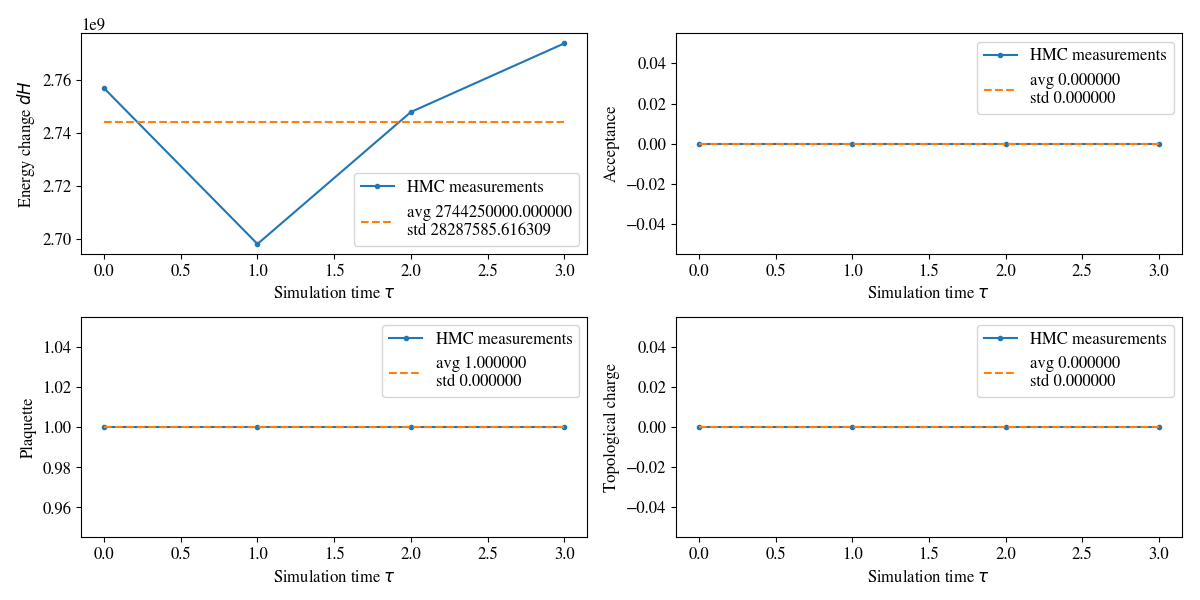 1e9
2.76
2.74
2.72
2.70
Energy change dH
HMC measurements
avg 2744250000.000000
std 28287585.616309
0.0 0.5 1.0 1.5 2.0 2.5 3.0
Simulation time τ
0.04
0.02
0.00
−0.02
−0.04
Acceptance
HMC measurements
avg 0.000000
std 0.000000
0.0 0.5 1.0 1.5 2.0 2.5 3.0
Simulation time τ
1.04
1.02
1.00
0.98
0.96
Plaquette
HMC measurements
avg 1.000000
std 0.000000
0.0 0.5 1.0 1.5 2.0 2.5 3.0
Simulation time τ
0.04
0.02
0.00
−0.02
−0.04
Topological charge
HMC measurements
avg 0.000000
std 0.000000
0.0 0.5 1.0 1.5 2.0 2.5 3.0
Simulation time τ